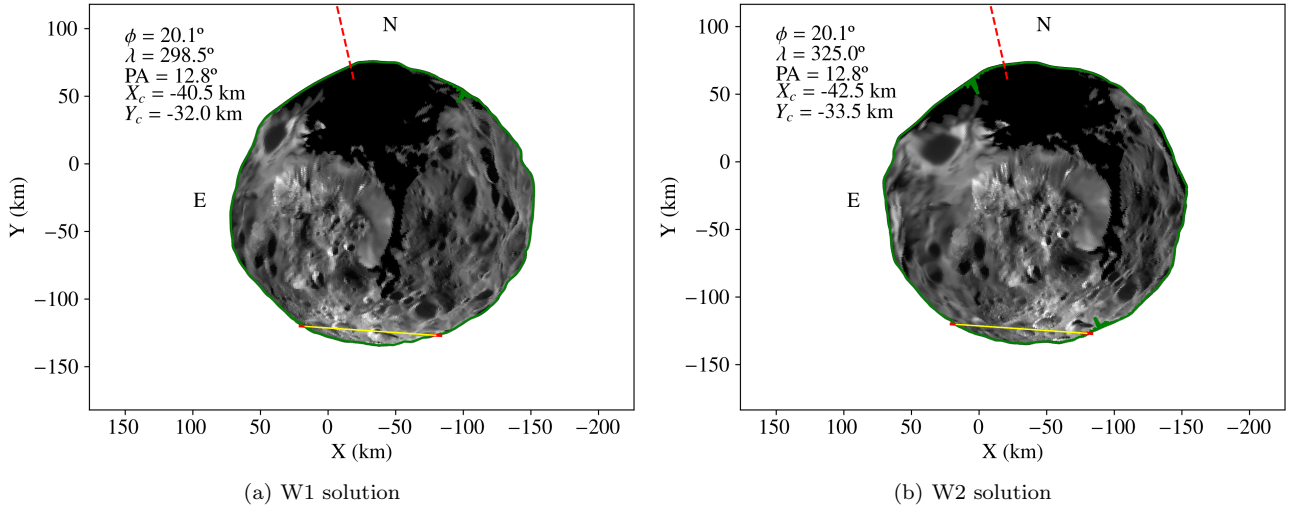 N
ϕ = 20.1º
λ = 298.5º
PA = 12.8º
Xc = -40.5 km
Yc = -32.0 km
E
Y (km)
100
50
0
−50
−100
−150
150 100 50 0 −50 −100 −150 −200
X (km)
(a) W1 solution
N
ϕ = 20.1º
λ = 325.0º
PA = 12.8º
Xc = -42.5 km
Yc = -33.5 km
E
Y (km)
100
50
0
−50
−100
−150
150 100 50 0 −50 −100 −150 −200
X (km)
(b) W2 solution